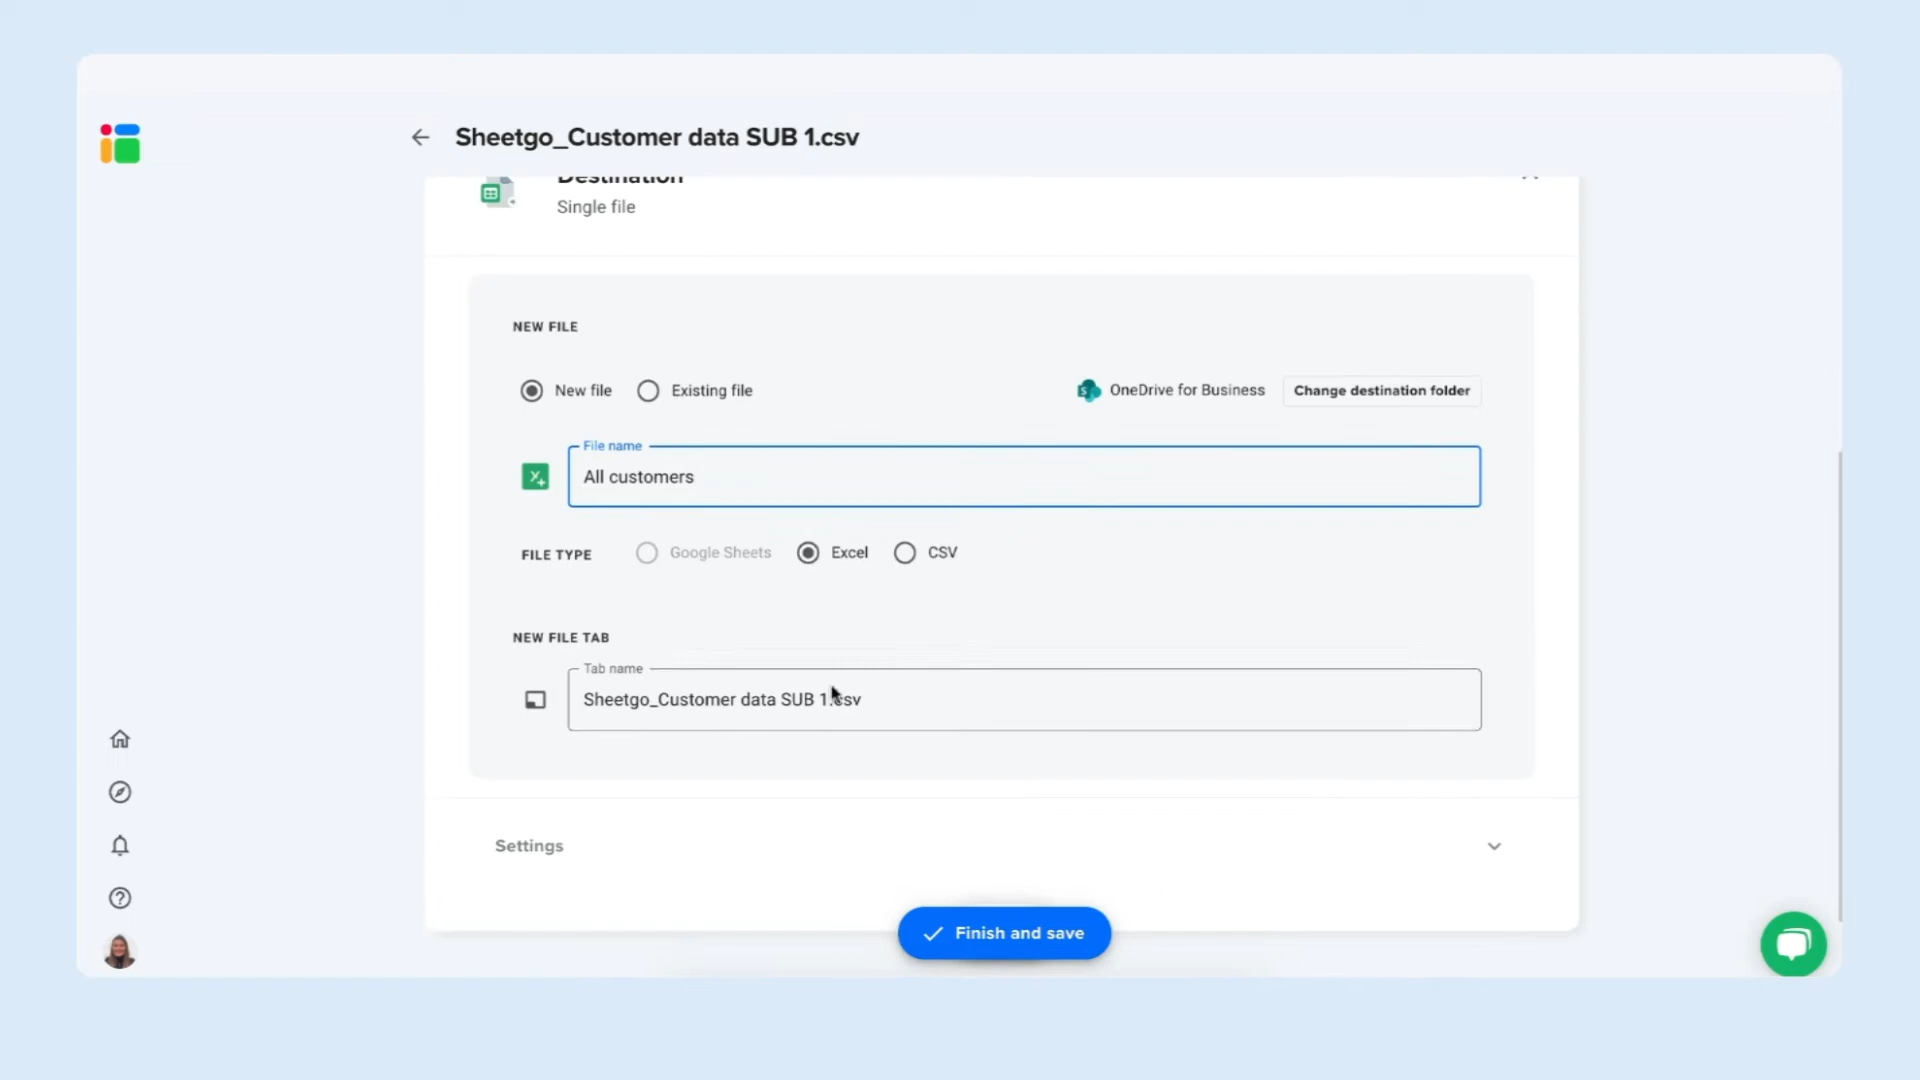 Sheetgo_Customer data SUB 1.csv
Destination
Single file
NEW FILE
New file
Existing file
OneDrive for Business
Change destination folder
File name
All customers
FILE TYPE
Google Sheets
Excel
CSV
NEW FILE TAB
Tab name
Sheetgo_Customer data SUB 1.csv
Settings
Finish and save